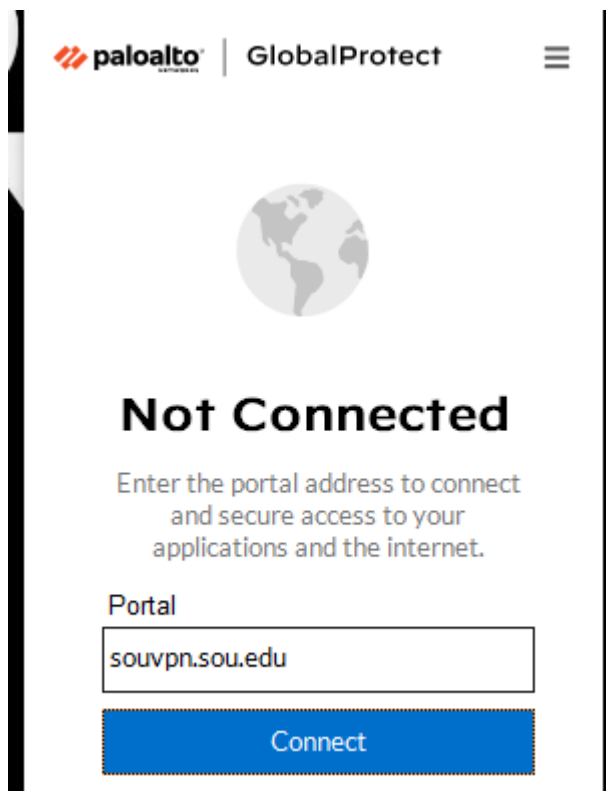 paloalto | GlobalProtect
NETWORKS
Not Connected
Enter the portal address to connect
and secure access to your
applications and the internet.
Portal
souvpn.sou.edu
Connect